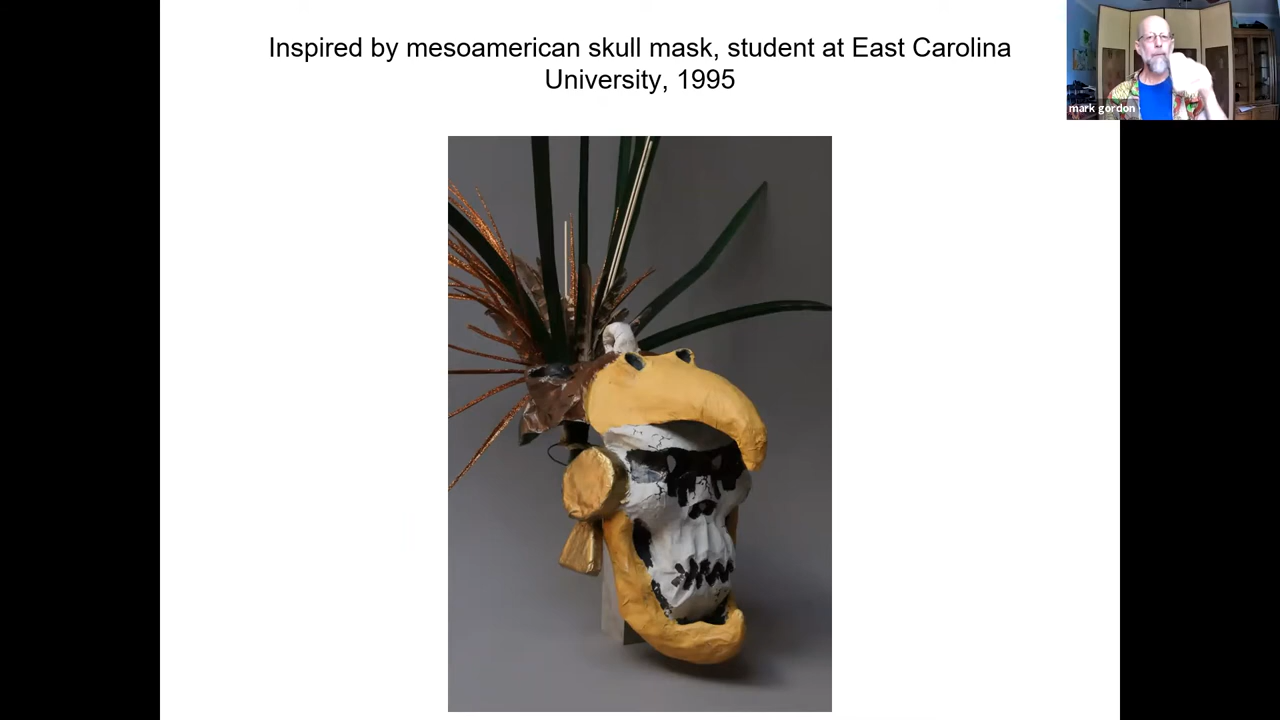 Inspired by mesoamerican skull mask, student at East Carolina
University, 1995
mark gordon